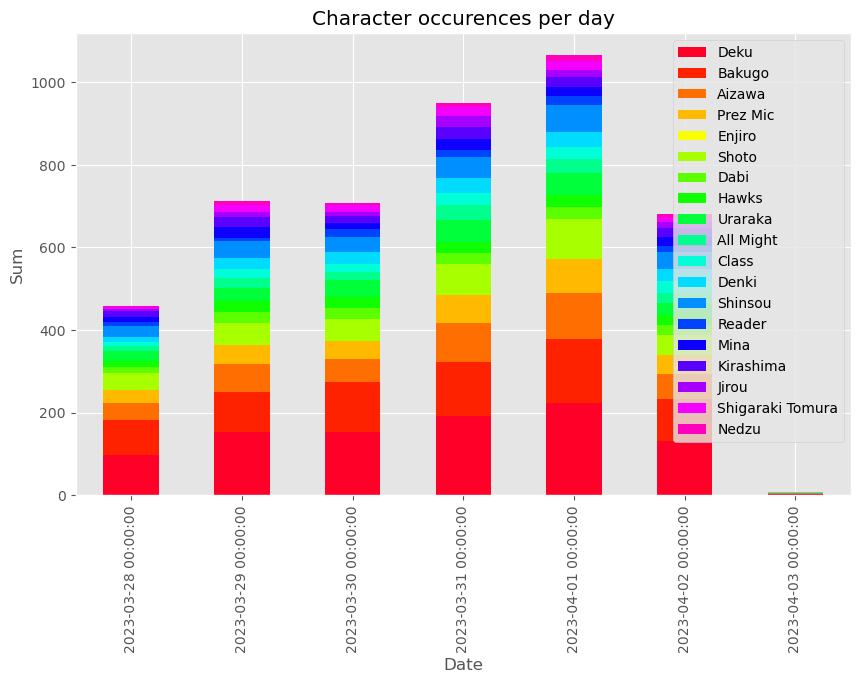 Character occurences per day
Deku
Bakugo
Aizawa
Prez Mic
Enjiro
Shoto
Dabi
Hawks
Uraraka
All Might
Class
Denki
Shinsou
Reader
Mina
Kirashima
Jirou
Shigaraki Tomura
Nedzu
Sum
1000
800
600
400
200
0
2023-03-28 00:00:00
2023-03-29 00:00:00
2023-03-30 00:00:00
2023-03-31 00:00:00
2023-04-01 00:00:00
2023-04-02 00:00:00
2023-04-03 00:00:00
Date